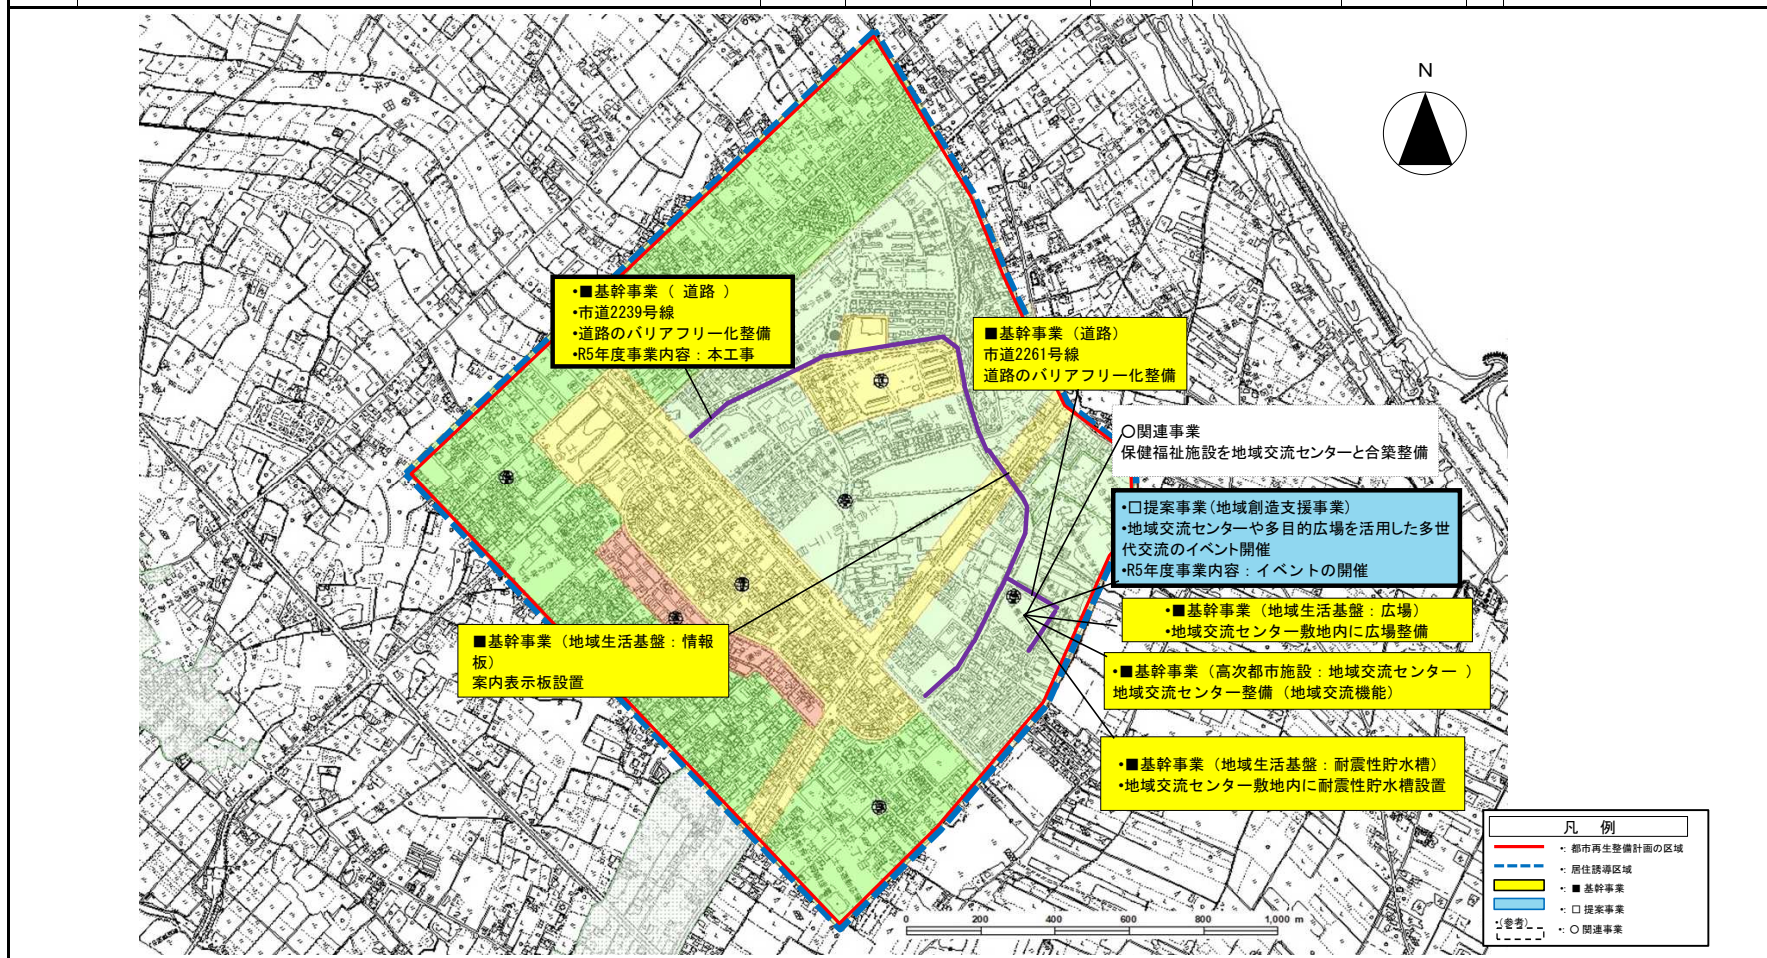 N
•■基幹事業（ 道路 ）
•市道2239号線
•道路のバリアフリー化整備
•R5年度事業内容：本工事
■基幹事業（道路）
市道2261号線
道路のバリアフリー化整備
〇関連事業
保健福祉施設を地域交流センターと合築整備
•□提案事業（地域創造支援事業）
•地域交流センターや多目的広場を活用した多世
代交流のイベント開催
•R5年度事業内容：イベントの開催
•■基幹事業（地域生活基盤：広場）
•地域交流センター敷地内に広場整備
■基幹事業（地域生活基盤：情報
板）
案内表示板設置
•■基幹事業（高次都市施設：地域交流センター ）
地域交流センター整備（地域交流機能）
•■基幹事業（地域生活基盤：耐震性貯水槽）
•地域交流センター敷地内に耐震性貯水槽設置
凡 例
•: 都市再生整備計画の区域
•: 居住誘導区域
•: ■ 基幹事業
•: □ 提案事業
•(参考)
•: 〇 関連事業
0 200 400 600 800 1,000 m